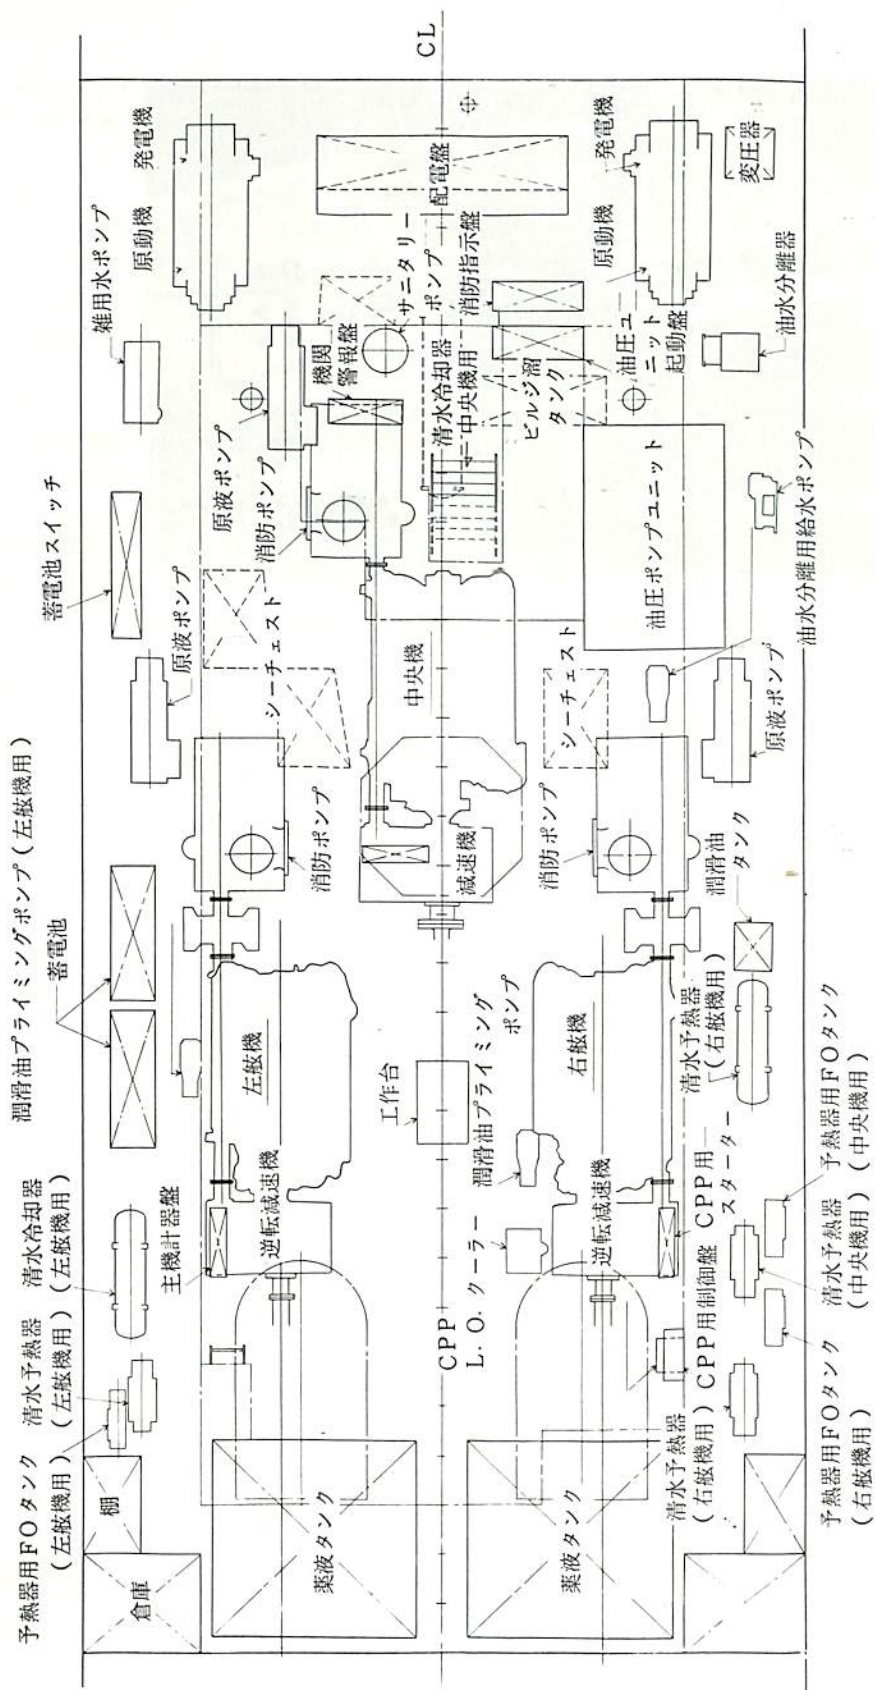 予熱器用FOタンク
(左舷機用)
清水予熱器
(左舷機用)
清水冷却器
(左舷機用)
潤滑油プライミングポンプ(左舷機用)
蓄電池
蓄電池スイッチ
雑用水ポンプ
原動機
発電機
倉庫
棚
主機計器盤
左舷機
逆転減速機
消防ポンプ
原液ポンプ
シーチェスト
原液ポンプ
消防ポンプ
機関
警報盤
サニタリー
ポンプ
配電盤
CL
薬液タンク
CPP
L.O.クーラー
工作台
減速機
中央機
清水冷却器
中央機用
ビルジ溜
タンク
消防指示盤
油圧ユ
ニット
起動盤
原動機
発電機
変圧器
薬液タンク
逆転減速機
潤滑油プライミング
ポンプ
右舷機
消防ポンプ
シーチェスト
油圧ポンプユニット
油水分離器
清水予熱器
(右舷機用)
CPP用制御盤
CPP用
スターター
清水予熱器
(右舷機用)
潤滑油
タンク
原液ポンプ
油水分離用給水ポンプ
予熱器用FOタンク
(右舷機用)
清水予熱器
(中央機用)
予熱器用FOタンク
(中央機用)